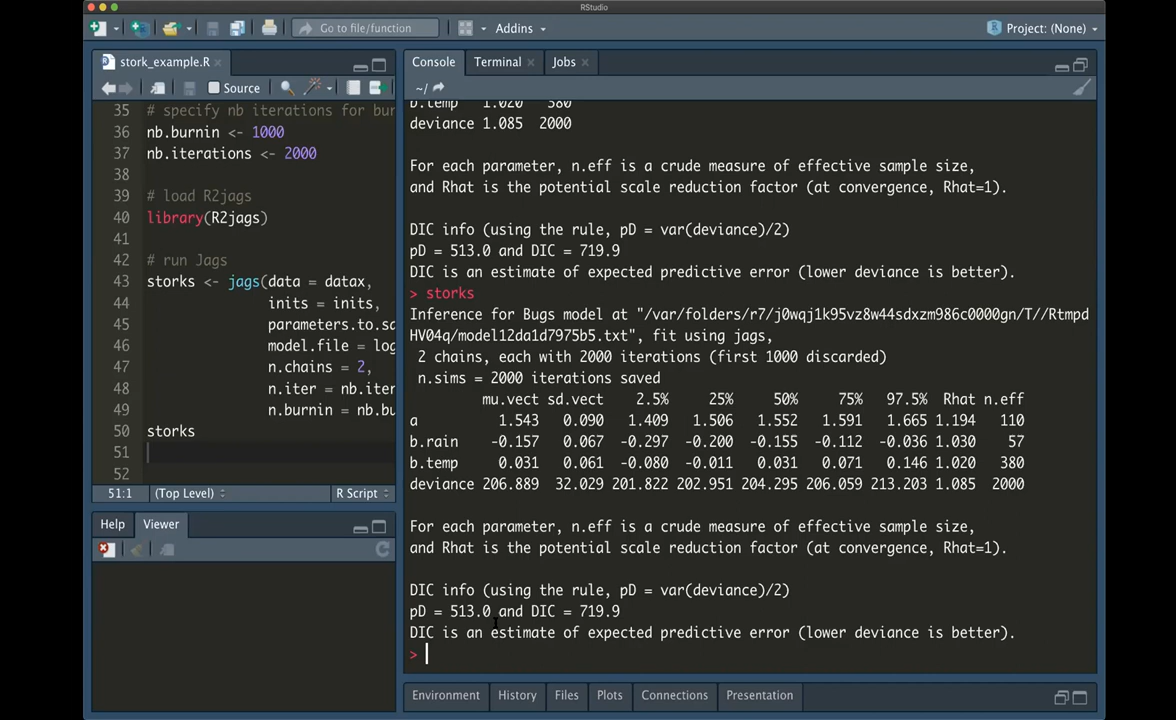 RStudio
Go to file/function
Addins
Project: (None)
stork_example.R
Source
35 # specify nb iterations for bur
36 nb.burnin <- 1000
37 nb.iterations <- 2000
38
39 # load R2jags
40 library(R2jags)
41
42 # run Jags
43 storks <- jags(data = datax,
44 inits = inits,
45 parameters.to.sa
46 model.file = log
47 n.chains = 2,
48 n.iter = nb.iter
49 n.burnin = nb.bu
50 storks
51
52
51:1 (Top Level) R Script
Help Viewer
Console Terminal Jobs
~/
b.temp 1.020 380
deviance 1.085 2000
For each parameter, n.eff is a crude measure of effective sample size,
and Rhat is the potential scale reduction factor (at convergence, Rhat=1).
DIC info (using the rule, pD = var(deviance)/2)
pD = 513.0 and DIC = 719.9
DIC is an estimate of expected predictive error (lower deviance is better).
> storks
Inference for Bugs model at "/var/folders/r7/j0wqj1k95vz8w44sdxzm986c0000gn/T//Rtmpd
HV04q/model12da1d7975b5.txt", fit using jags,
2 chains, each with 2000 iterations (first 1000 discarded)
n.sims = 2000 iterations saved
mu.vect sd.vect 2.5% 25% 50% 75% 97.5% Rhat n.eff
a 1.543 0.090 1.409 1.506 1.552 1.591 1.665 1.194 110
b.rain -0.157 0.067 -0.297 -0.200 -0.155 -0.112 -0.036 1.030 57
b.temp 0.031 0.061 -0.080 -0.011 0.031 0.071 0.146 1.020 380
deviance 206.889 32.029 201.822 202.951 204.295 206.059 213.203 1.085 2000
For each parameter, n.eff is a crude measure of effective sample size,
and Rhat is the potential scale reduction factor (at convergence, Rhat=1).
DIC info (using the rule, pD = var(deviance)/2)
pD = 513.0 and DIC = 719.9
DIC is an estimate of expected predictive error (lower deviance is better).
>
Environment History Files Plots Connections Presentation